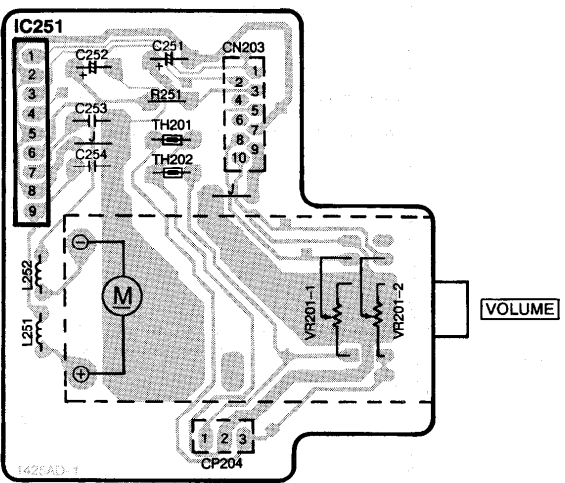 IC251
1
2
3
4
5
6
7
8
9
C252
+
C251
+
CN203
1
2
3
4
5
6
7
8
9
10
R251
C253
J
C254
TH201
TH202
J
L252
L251
−
M
+
VR201-1
VR201-2
VOLUME
1
2
3
CP204
1425AD-1